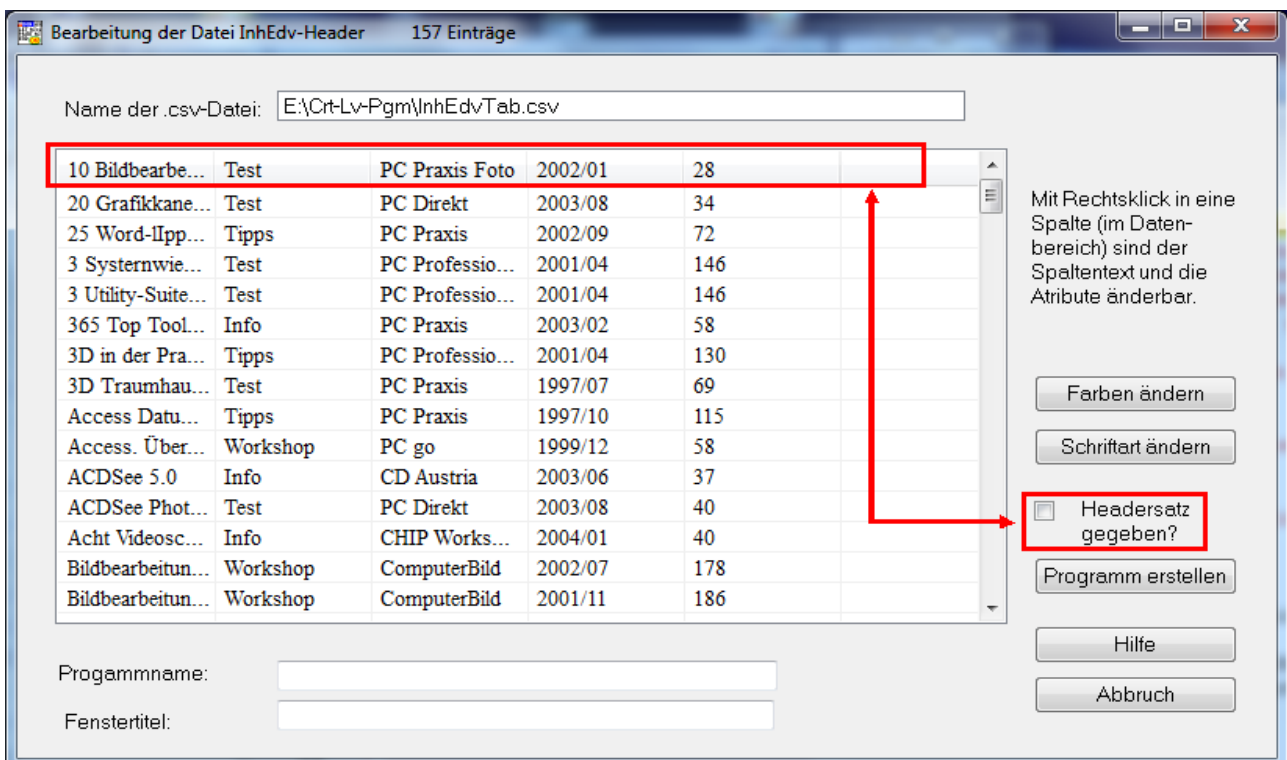 Bearbeitung der Datei InhEdv-Header 157 Einträge
Name der .csv-Datei: E:\Crt-Lv-Pgm\InhEdvTab.csv
10 Bildbearbe... Test PC Praxis Foto 2002/01 28
20 Grafikkane... Test PC Direkt 2003/08 34
25 Word-lIpp... Tipps PC Praxis 2002/09 72
3 Systernwie... Test PC Professio... 2001/04 146
3 Utility-Suite... Test PC Professio... 2001/04 146
365 Top Tool... Info PC Praxis 2003/02 58
3D in der Pra... Tipps PC Professio... 2001/04 130
3D Traumhau... Test PC Praxis 1997/07 69
Access Datu... Tipps PC Praxis 1997/10 115
Access. Über... Workshop PC go 1999/12 58
ACDSee 5.0 Info CD Austria 2003/06 37
ACDSee Phot... Test PC Direkt 2003/08 40
Acht Videosc... Info CHIP Works... 2004/01 40
Bildbearbeitun... Workshop ComputerBild 2002/07 178
Bildbearbeitun... Workshop ComputerBild 2001/11 186
Mit Rechtsklick in eine
Spalte (im Daten-
bereich) sind der
Spaltentext und die
Atribute änderbar.
Farben ändern
Schriftart ändern
Headersatz
gegeben?
Programm erstellen
Hilfe
Abbruch
Progammname:
Fenstertitel: